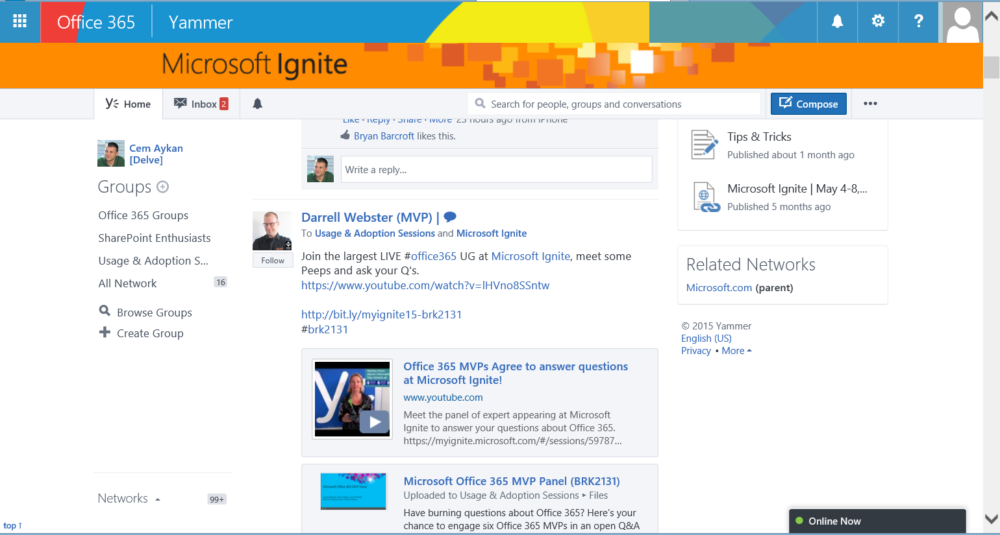 Office 365
Yammer
?
Microsoft Ignite
Home
Inbox 2
Search for people, groups and conversations
Compose
Cem Aykan
[Delve]
Groups
Office 365 Groups
SharePoint Enthusiasts
Usage & Adoption S...
All Network 16
Browse Groups
Create Group
Networks 99+
top ↑
Like · Reply · Share · More 23 hours ago from iPhone
Bryan Barcroft likes this.
Write a reply...
Darrell Webster (MVP) |
To Usage & Adoption Sessions and Microsoft Ignite
Follow
Join the largest LIVE #office365 UG at Microsoft Ignite, meet some
Peeps and ask your Q's.
https://www.youtube.com/watch?v=lHVno8SSntw
http://bit.ly/myignite15-brk2131
#brk2131
Office 365 MVPs Agree to answer questions
at Microsoft Ignite!
www.youtube.com
Meet the panel of expert appearing at Microsoft
Ignite to answer your questions about Office 365.
https://myignite.microsoft.com/#/sessions/59787...
Microsoft Office 365 MVP Panel
Microsoft Office 365 MVP Panel (BRK2131)
Uploaded to Usage & Adoption Sessions ▸ Files
Have burning questions about Office 365? Here's your
chance to engage six Office 365 MVPs in an open Q&A
Tips & Tricks
Published about 1 month ago
Microsoft Ignite | May 4-8,...
Published 5 months ago
Related Networks
Microsoft.com (parent)
© 2015 Yammer
English (US)
Privacy • More
Online Now